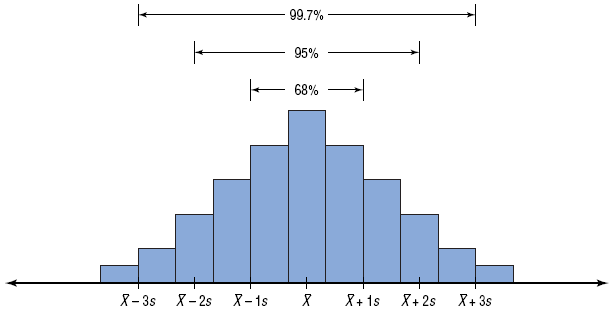 99.7%
95%
68%
X̄ – 3s X̄ – 2s X̄ – 1s X̄ X̄ + 1s X̄ + 2s X̄ + 3s